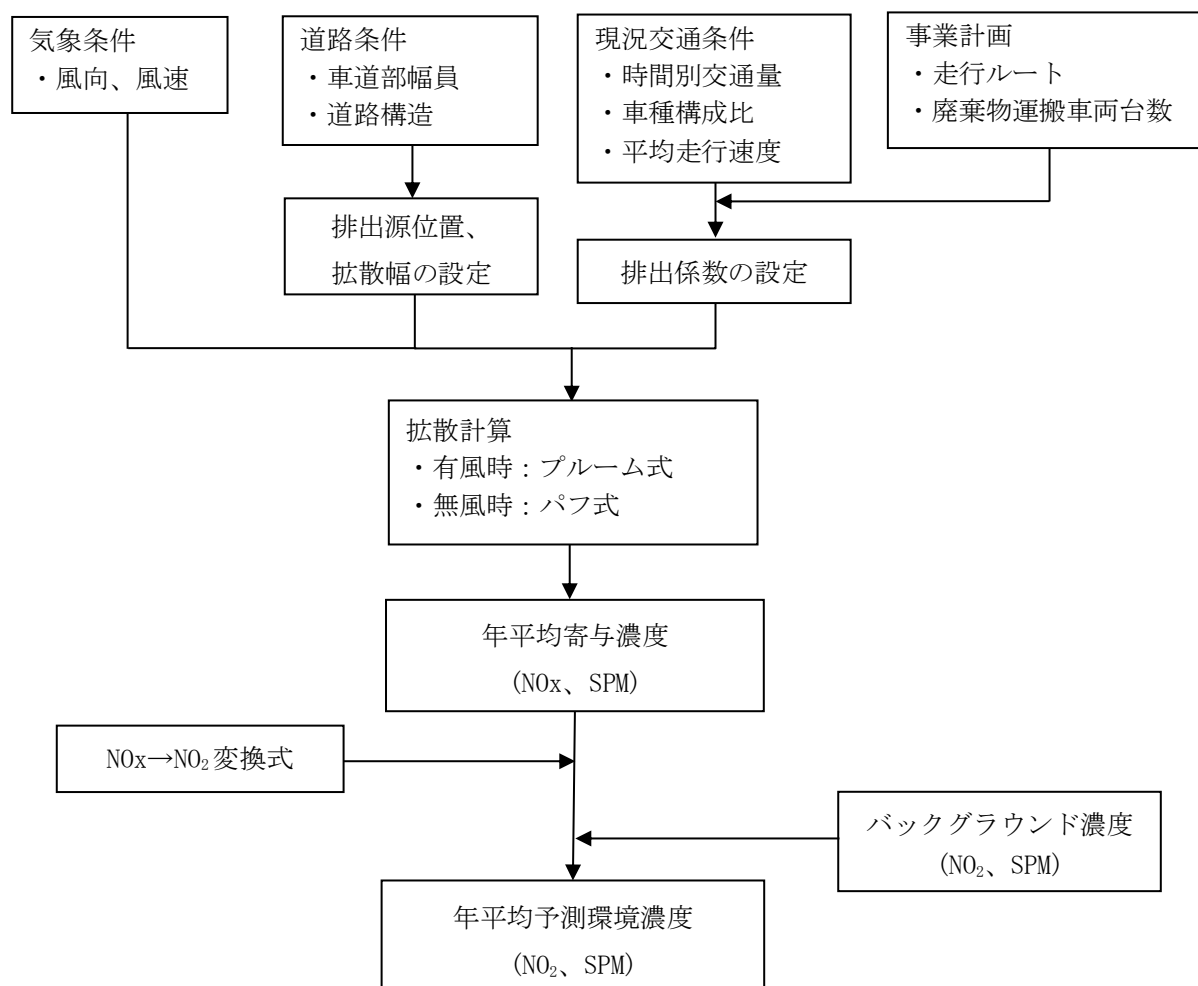 気象条件
・風向、風速
道路条件
・車道部幅員
・道路構造
現況交通条件
・時間別交通量
・車種構成比
・平均走行速度
事業計画
・走行ルート
・廃棄物運搬車両台数
排出源位置、
拡散幅の設定
排出係数の設定
拡散計算
・有風時：プルーム式
・無風時：パフ式
年平均寄与濃度
(NOx、SPM)
NOx→NO₂変換式
バックグラウンド濃度
(NO₂、SPM)
年平均予測環境濃度
(NO₂、SPM)